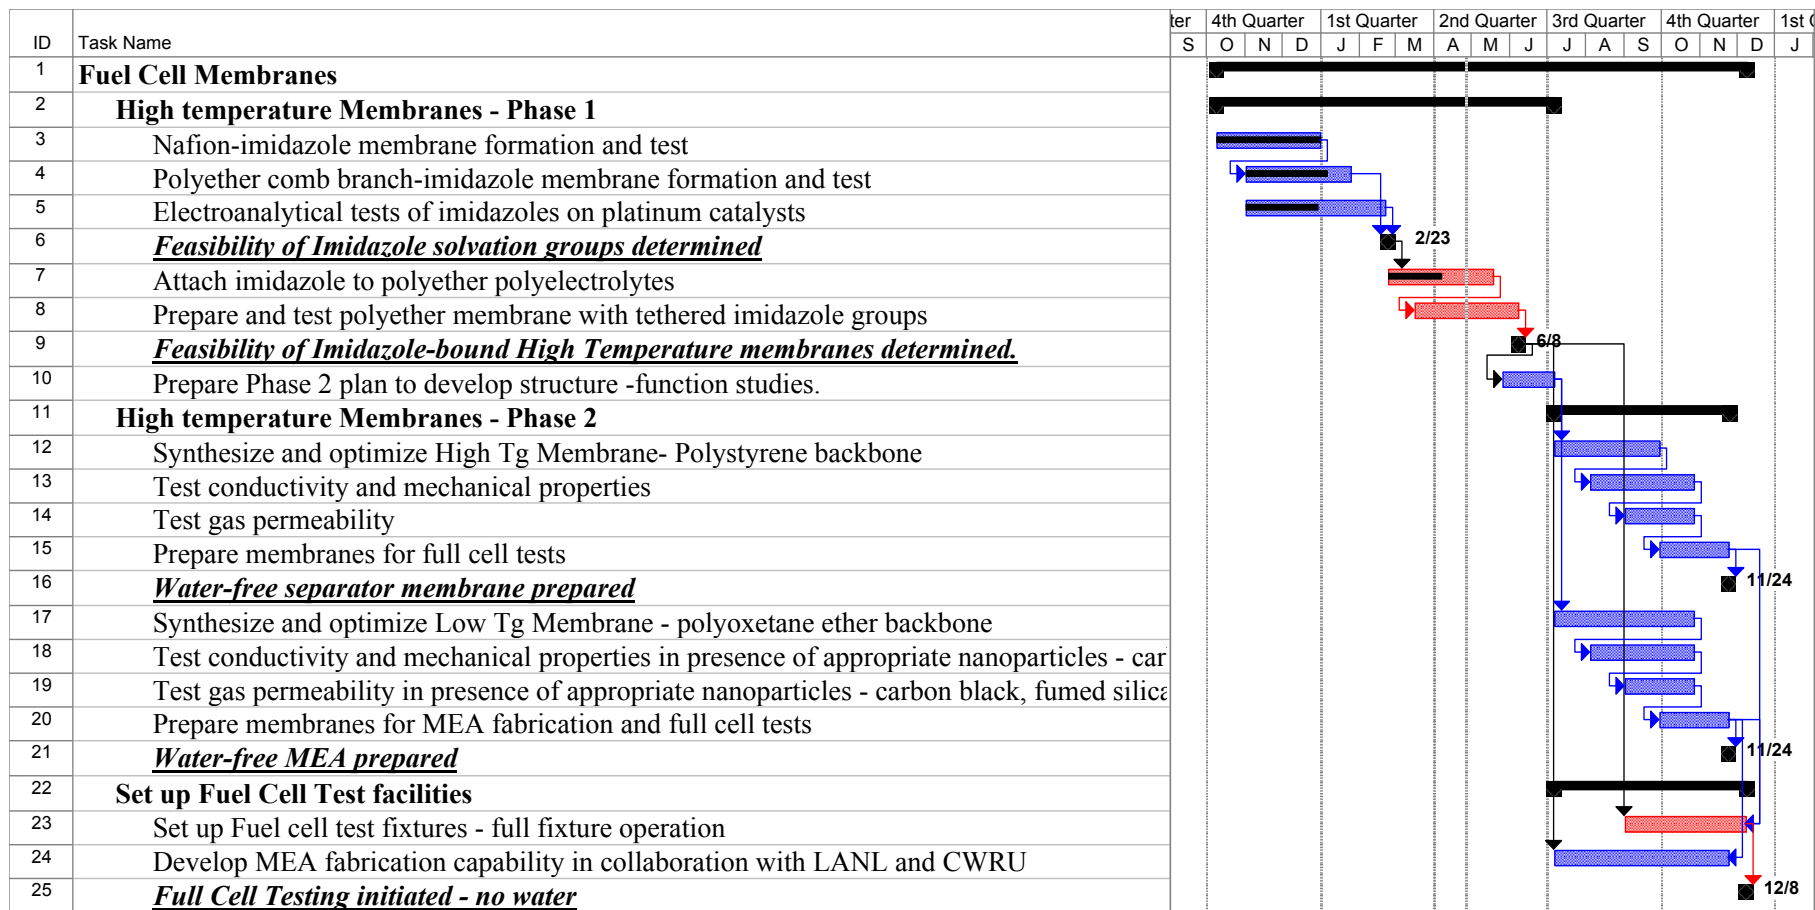 ter 4th Quarter 1st Quarter 2nd Quarter 3rd Quarter 4th Quarter 1st
ID Task Name S O N D J F M A M J J A S O N D J
1 Fuel Cell Membranes
2 High temperature Membranes - Phase 1
3 Nafion-imidazole membrane formation and test
4 Polyether comb branch-imidazole membrane formation and test
5 Electroanalytical tests of imidazoles on platinum catalysts
6 Feasibility of Imidazole solvation groups determined 2/23
7 Attach imidazole to polyether polyelectrolytes
8 Prepare and test polyether membrane with tethered imidazole groups
9 Feasibility of Imidazole-bound High Temperature membranes determined. 6/8
10 Prepare Phase 2 plan to develop structure -function studies.
11 High temperature Membranes - Phase 2
12 Synthesize and optimize High Tg Membrane- Polystyrene backbone
13 Test conductivity and mechanical properties
14 Test gas permeability
15 Prepare membranes for full cell tests
16 Water-free separator membrane prepared 11/24
17 Synthesize and optimize Low Tg Membrane - polyoxetane ether backbone
18 Test conductivity and mechanical properties in presence of appropriate nanoparticles - car
19 Test gas permeability in presence of appropriate nanoparticles - carbon black, fumed silica
20 Prepare membranes for MEA fabrication and full cell tests
21 Water-free MEA prepared 11/24
22 Set up Fuel Cell Test facilities
23 Set up Fuel cell test fixtures - full fixture operation
24 Develop MEA fabrication capability in collaboration with LANL and CWRU
25 Full Cell Testing initiated - no water 12/8